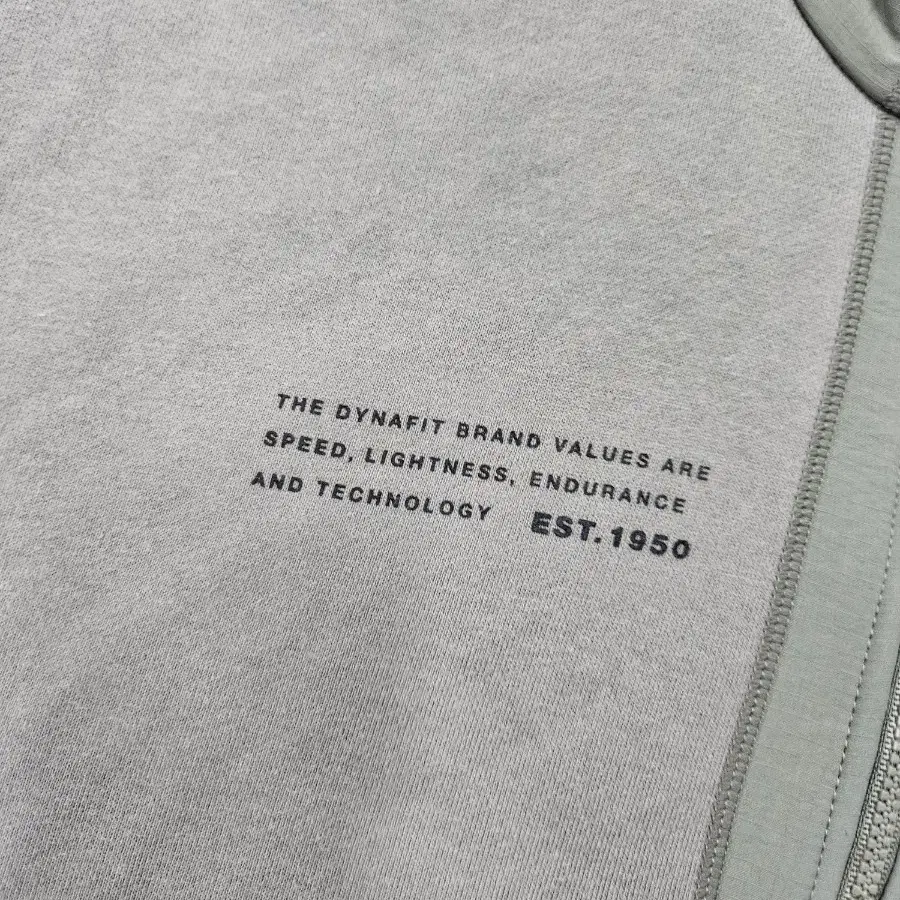 THE DYNAFIT BRAND VALUES ARE
SPEED, LIGHTNESS, ENDURANCE
AND TECHNOLOGY EST.1950